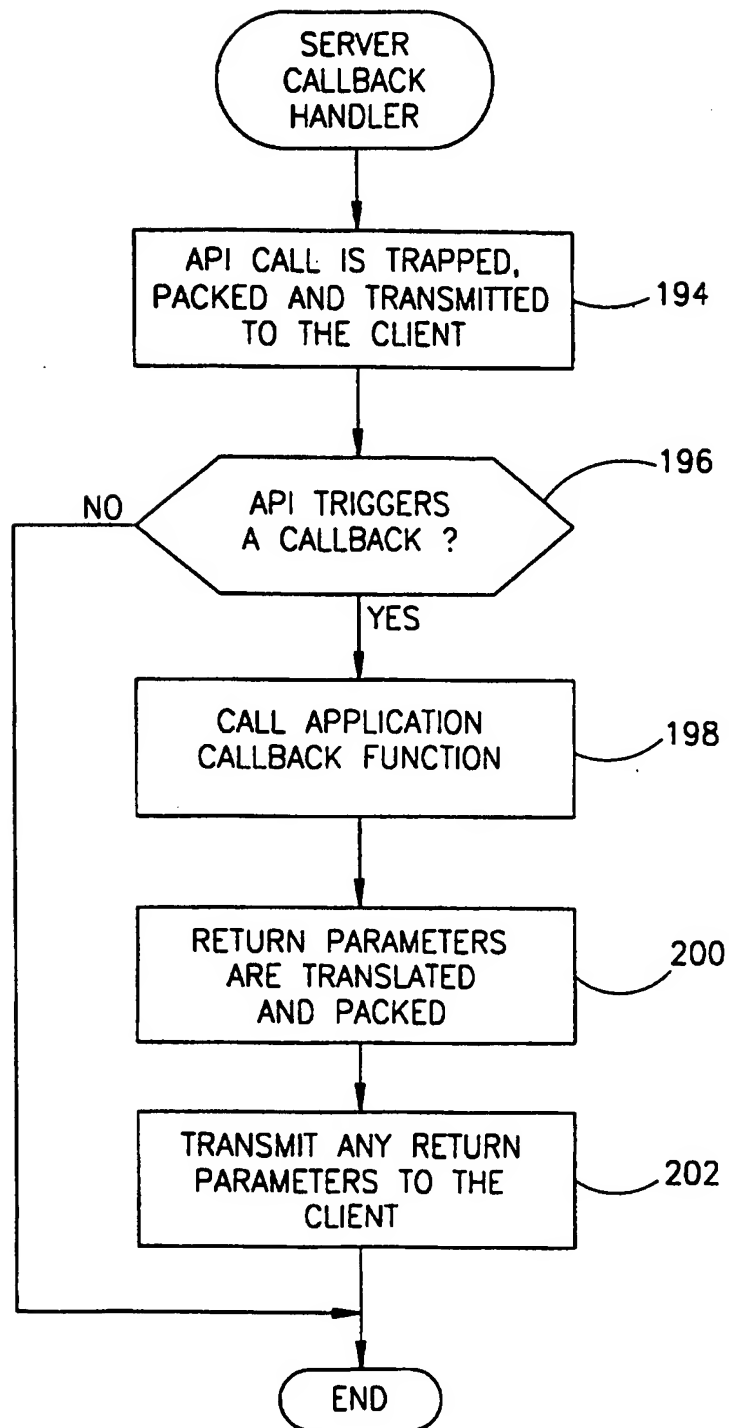 SERVER
CALLBACK
HANDLER
API CALL IS TRAPPED,
PACKED AND TRANSMITTED
TO THE CLIENT
194
196
NO
API TRIGGERS
A CALLBACK ?
YES
CALL APPLICATION
CALLBACK FUNCTION
198
RETURN PARAMETERS
ARE TRANSLATED
AND PACKED
200
TRANSMIT ANY RETURN
PARAMETERS TO THE
CLIENT
202
END